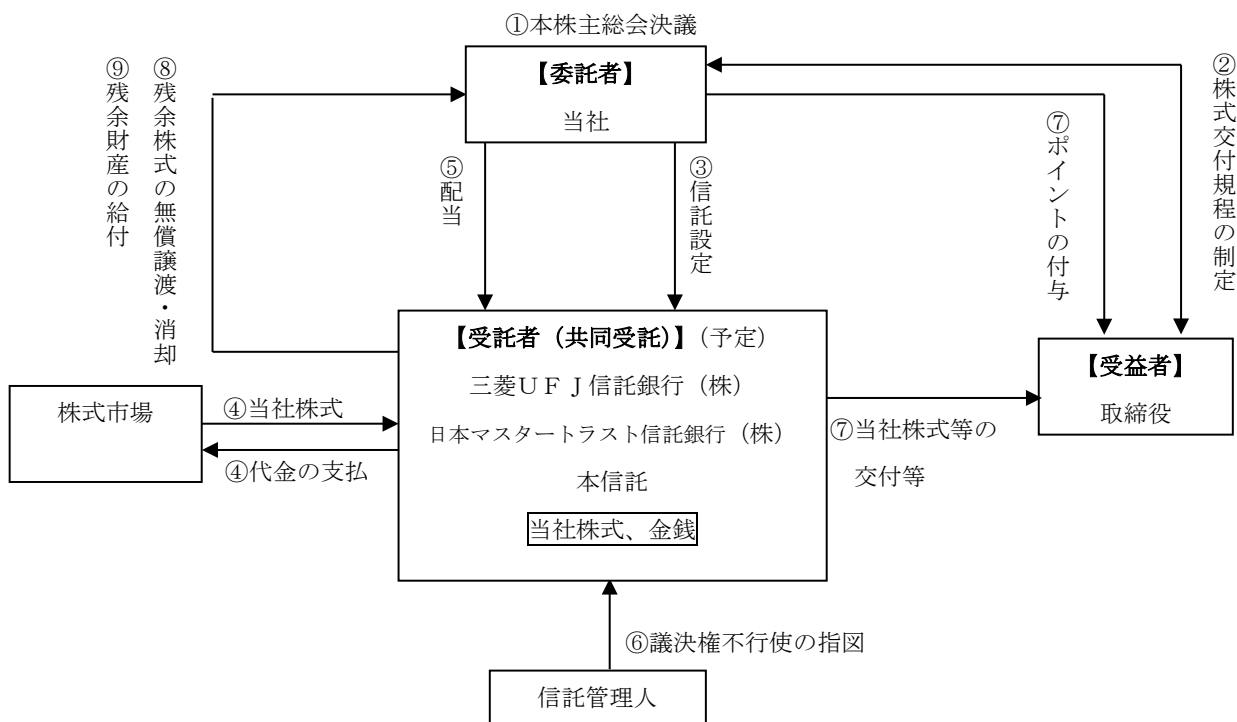 ①本株主総会決議
【委託者】
当社
⑨残余財産の給付
⑧残余株式の無償譲渡・消却
⑤配当
③信託設定
⑦ポイントの付与
②株式交付規程の制定
【受託者（共同受託）】（予定）
三菱ＵＦＪ信託銀行（株）
日本マスタートラスト信託銀行（株）
本信託
当社株式、金銭
株式市場
④当社株式
④代金の支払
⑦当社株式等の
交付等
【受益者】
取締役
⑥議決権不行使の指図
信託管理人